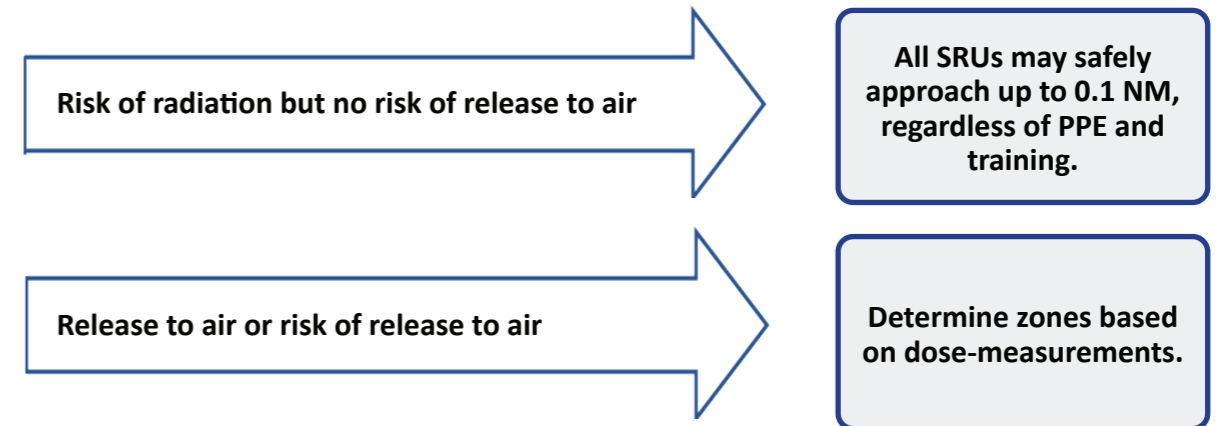 Risk of radiation but no risk of release to air
All SRUs may safely
approach up to 0.1 NM,
regardless of PPE and
training.
Release to air or risk of release to air
Determine zones based
on dose-measurements.